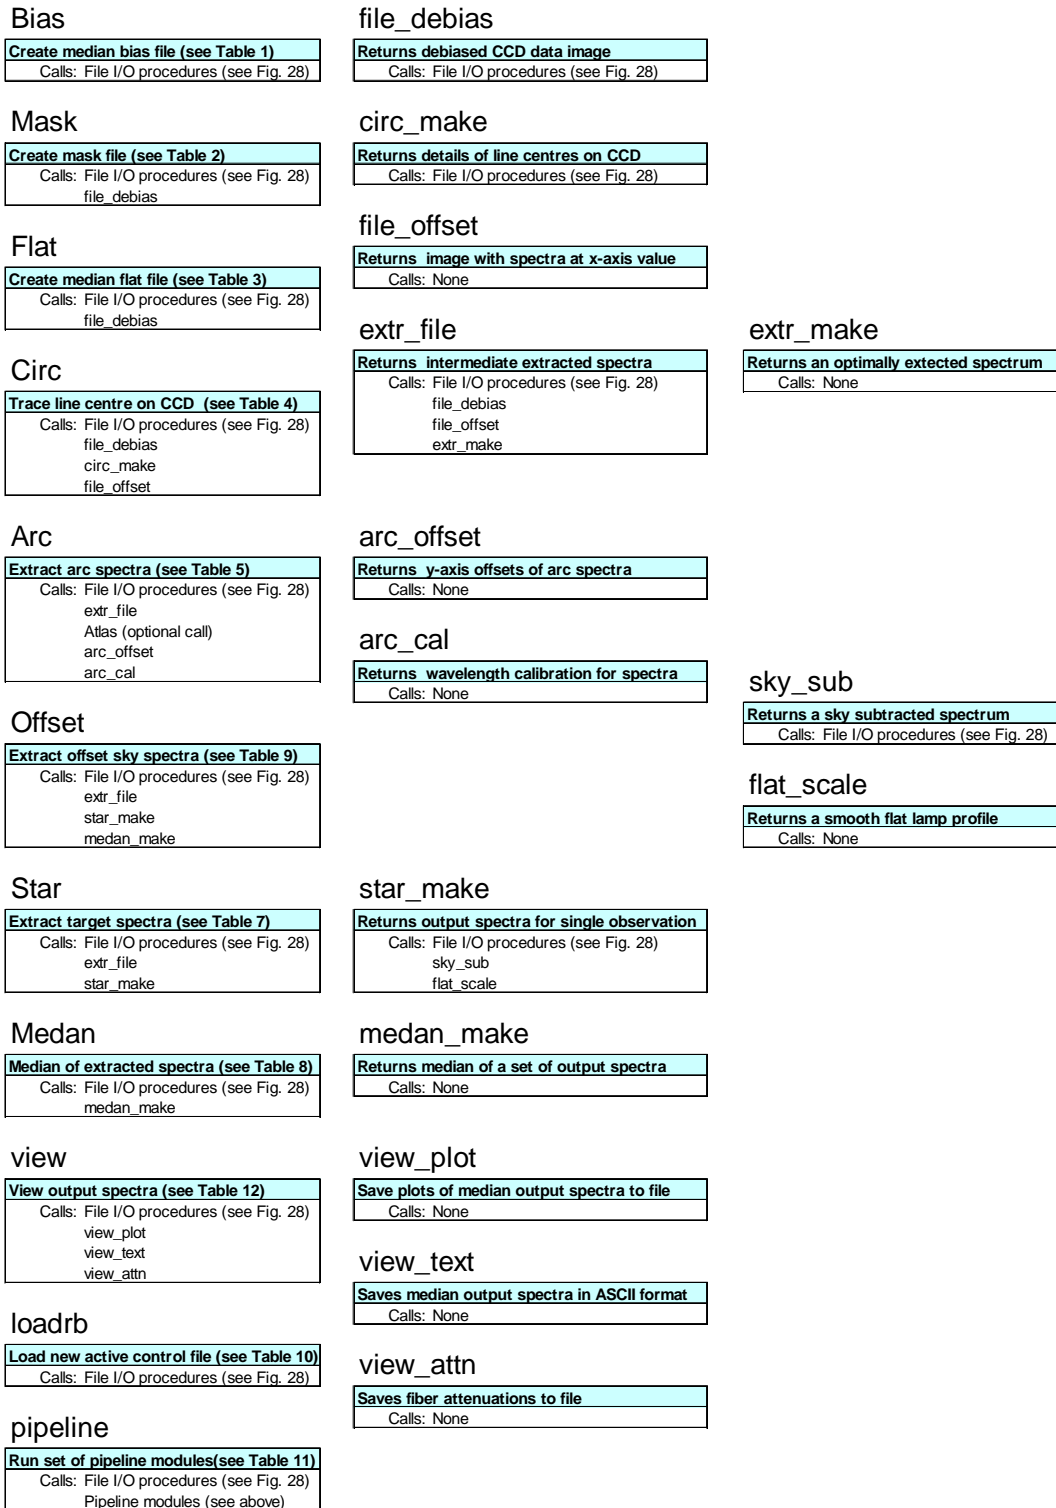 Bias
Create median bias file (see Table 1)
Calls: File I/O procedures (see Fig. 28)
Mask
Create mask file (see Table 2)
Calls: File I/O procedures (see Fig. 28)
file_debias
Flat
Create median flat file (see Table 3)
Calls: File I/O procedures (see Fig. 28)
file_debias
Circ
Trace line centre on CCD (see Table 4)
Calls: File I/O procedures (see Fig. 28)
file_debias
circ_make
file_offset
Arc
Extract arc spectra (see Table 5)
Calls: File I/O procedures (see Fig. 28)
extr_file
Atlas (optional call)
arc_offset
arc_cal
Offset
Extract offset sky spectra (see Table 9)
Calls: File I/O procedures (see Fig. 28)
extr_file
star_make
medan_make
Star
Extract target spectra (see Table 7)
Calls: File I/O procedures (see Fig. 28)
extr_file
star_make
Medan
Median of extracted spectra (see Table 8)
Calls: File I/O procedures (see Fig. 28)
medan_make
view
View output spectra (see Table 12)
Calls: File I/O procedures (see Fig. 28)
view_plot
view_text
view_attn
loadrb
Load new active control file (see Table 10)
Calls: File I/O procedures (see Fig. 28)
pipeline
Run set of pipeline modules(see Table 11)
Calls: File I/O procedures (see Fig. 28)
Pipeline modules (see above)
file_debias
Returns debiased CCD data image
Calls: File I/O procedures (see Fig. 28)
circ_make
Returns details of line centres on CCD
Calls: File I/O procedures (see Fig. 28)
file_offset
Returns image with spectra at x-axis value
Calls: None
extr_file
Returns intermediate extracted spectra
Calls: File I/O procedures (see Fig. 28)
file_debias
file_offset
extr_make
arc_offset
Returns y-axis offsets of arc spectra
Calls: None
arc_cal
Returns wavelength calibration for spectra
Calls: None
star_make
Returns output spectra for single observation
Calls: File I/O procedures (see Fig. 28)
sky_sub
flat_scale
medan_make
Returns median of a set of output spectra
Calls: None
view_plot
Save plots of median output spectra to file
Calls: None
view_text
Saves median output spectra in ASCII format
Calls: None
view_attn
Saves fiber attenuations to file
Calls: None
extr_make
Returns an optimally extected spectrum
Calls: None
sky_sub
Returns a sky subtracted spectrum
Calls: File I/O procedures (see Fig. 28)
flat_scale
Returns a smooth flat lamp profile
Calls: None